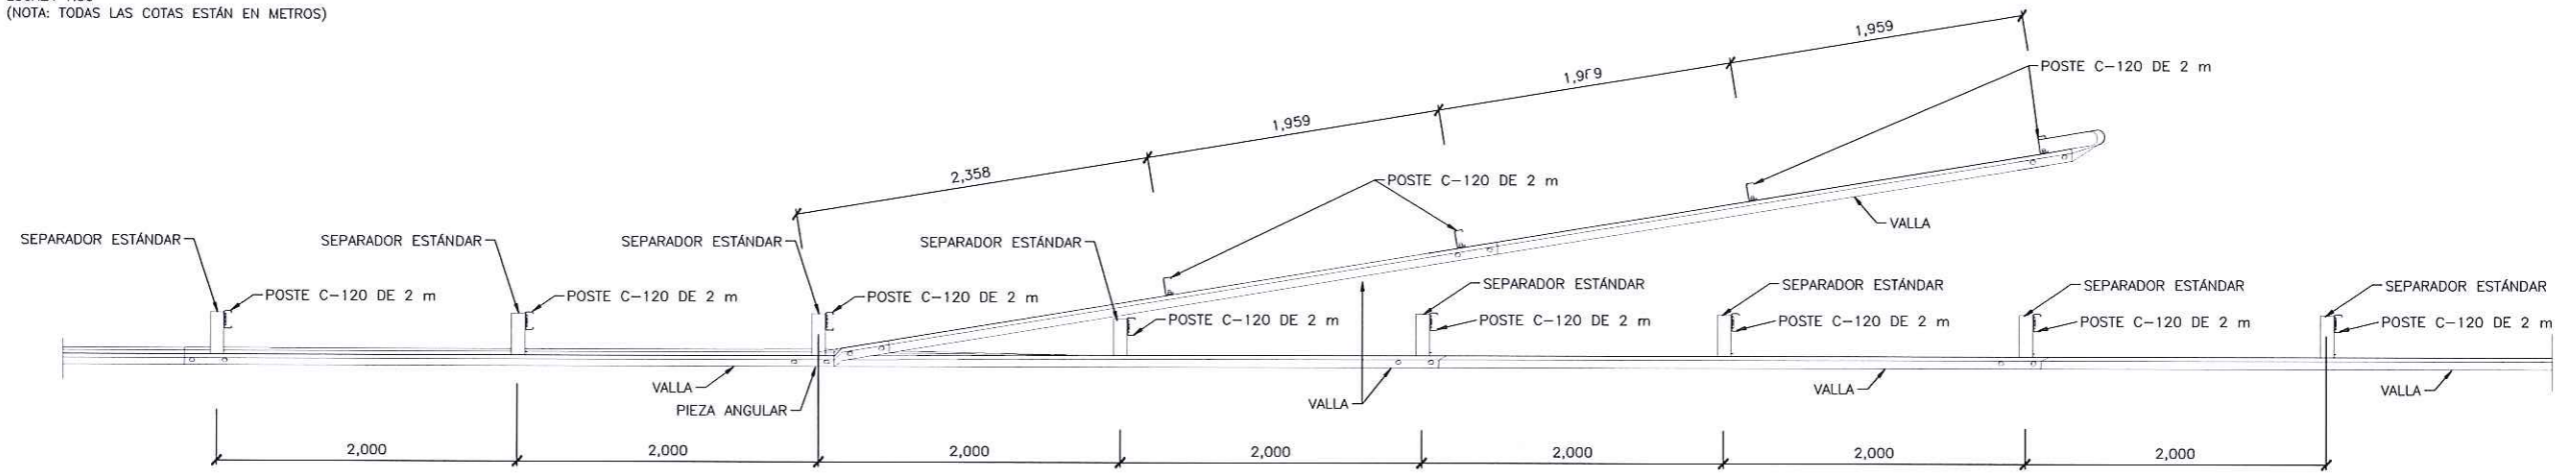 (NOTA: TODAS LAS COTAS ESTÁN EN METROS)
1,959
1,959
2,358
POSTE C-120 DE 2 m
POSTE C-120 DE 2 m
VALLA
SEPARADOR ESTÁNDAR
SEPARADOR ESTÁNDAR
SEPARADOR ESTÁNDAR
SEPARADOR ESTÁNDAR
SEPARADOR ESTÁNDAR
SEPARADOR ESTÁNDAR
SEPARADOR ESTÁNDAR
SEPARADOR ESTÁNDAR
POSTE C-120 DE 2 m
POSTE C-120 DE 2 m
POSTE C-120 DE 2 m
POSTE C-120 DE 2 m
POSTE C-120 DE 2 m
POSTE C-120 DE 2 m
POSTE C-120 DE 2 m
POSTE C-120 DE 2 m
VALLA
PIEZA ANGULAR
VALLA
VALLA
VALLA
2,000
2,000
2,000
2,000
2,000
2,000
2,000